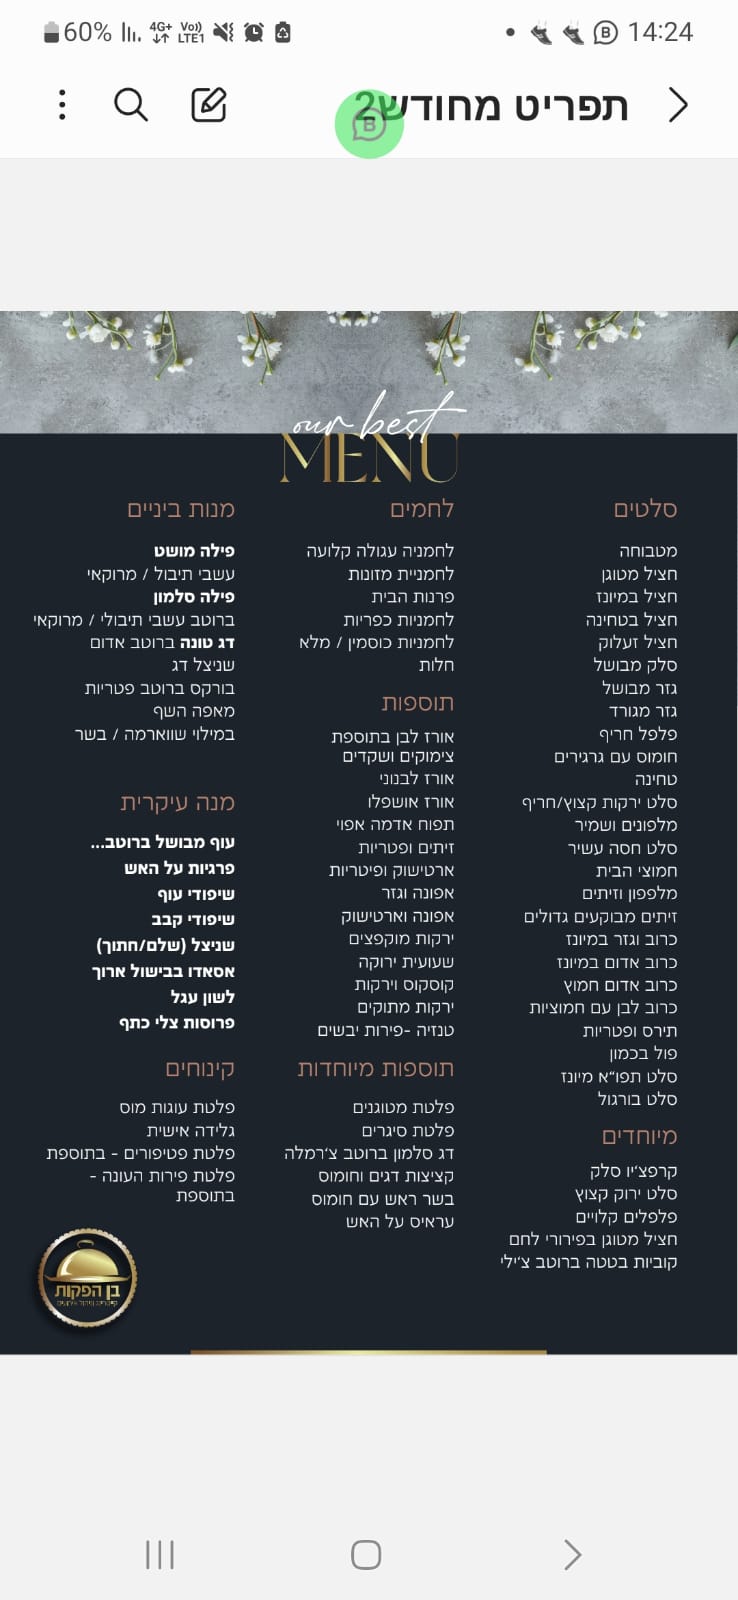 60%
4G+
Vo))
LTE1
14:24
תפריט מחודש2
our best
MENU
סלטים
מטבוחה
חציל מטוגן
חציל במיונז
חציל בטחינה
חציל זעלוק
סלק מבושל
גזר מבושל
גזר מגורד
פלפל חריף
חומוס עם גרגירים
טחינה
סלט ירקות קצוץ/חריף
מלפונים ושמיר
סלט חסה עשיר
חמוצי הבית
מלפפון וזיתים
זיתים מבוקעים גדולים
כרוב וגזר במיונז
כרוב אדום במיונז
כרוב אדום חמוץ
כרוב לבן עם חמוציות
תירס ופטריות
פול בכמון
סלט תפו"א מיונז
סלט בורגול
מיוחדים
קרפצ'יו סלק
סלט ירוק קצוץ
פלפלים קלויים
חציל מטוגן בפירורי לחם
קוביות בטטה ברוטב צ'ילי
לחמים
לחמניה עגולה קלועה
לחמניית מזונות
פרנות הבית
לחמניות כפריות
לחמניות כוסמין / מלא
חלות
תוספות
אורז לבן בתוספת
צימוקים ושקדים
אורז לבנוני
אורז אושפלו
תפוח אדמה אפוי
זיתים ופטריות
ארטישוק ופיטריות
אפונה וגזר
אפונה וארטישוק
ירקות מוקפצים
שעועית ירוקה
קוסקוס וירקות
ירקות מתוקים
טנזיה -פירות יבשים
תוספות מיוחדות
פלטת מטוגנים
פלטת סיגרים
דג סלמון ברוטב צ'רמלה
קציצות דגים וחומוס
בשר ראש עם חומוס
עראיס על האש
מנות ביניים
פילה מושט
עשבי תיבול / מרוקאי
פילה סלמון
ברוטב עשבי תיבולי / מרוקאי
דג טונה ברוטב אדום
שניצל דג
בורקס ברוטב פטריות
מאפה השף
במילוי שווארמה / בשר
מנה עיקרית
עוף מבושל ברוטב...
פרגיות על האש
שיפודי עוף
שיפודי קבב
שניצל (שלם/חתוך)
אסאדו בבישול ארוך
לשון עגל
פרוסות צלי כתף
קינוחים
פלטת עוגות מוס
גלידה אישית
פלטת פטיפורים - בתוספת
פלטת פירות העונה -
בתוספת
בן הפקות